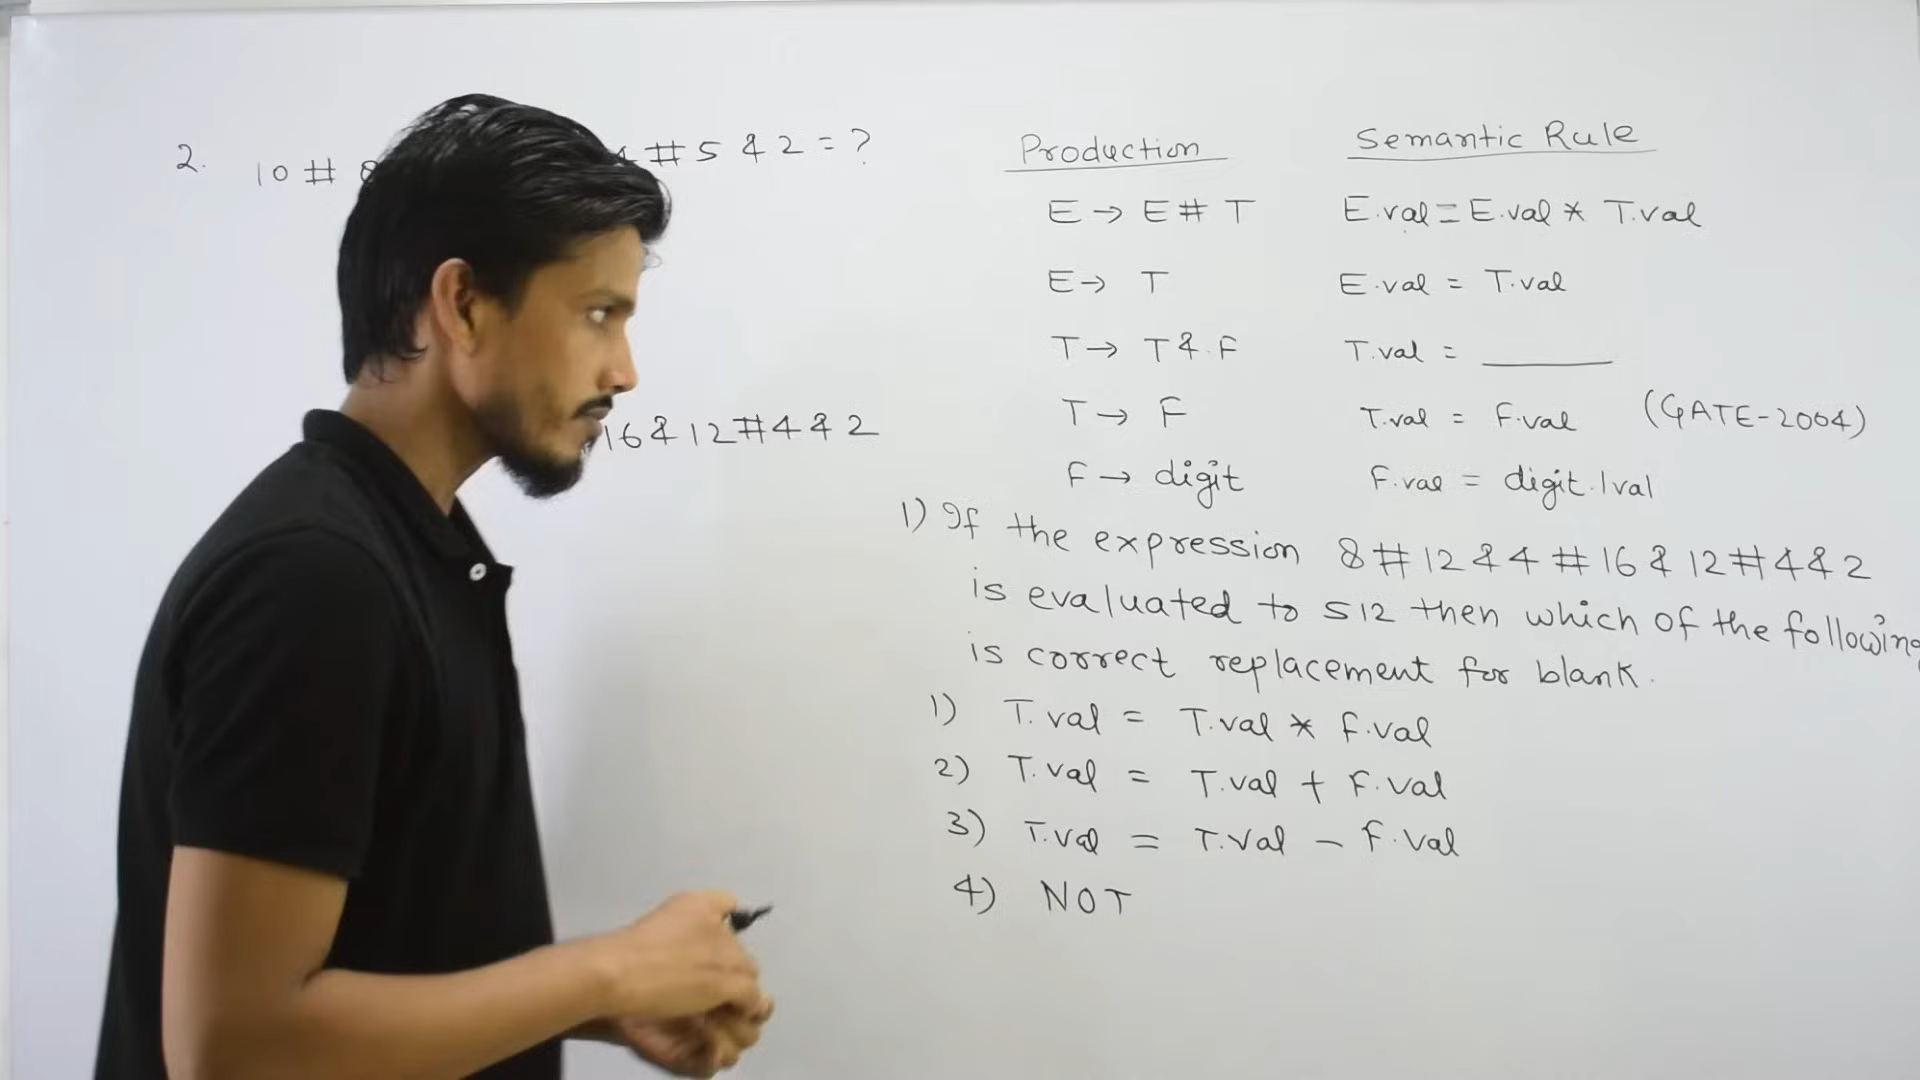 2. 10 # # 5 & 2 = ?
16 & 12 # 4 & 2
Production Semantic Rule
E → E # T E.val = E.val * T.val
E → T E.val = T.val
T → T & F T.val = ______
T → F T.val = F.val (GATE-2004)
F → digit F.val = digit.lval
1) If the expression 8 # 12 & 4 # 16 & 12 # 4 & 2
is evaluated to 512 then which of the following
is correct replacement for blank.
1) T.val = T.val * F.val
2) T.val = T.val + F.val
3) T.val = T.val - F.val
4) NOT